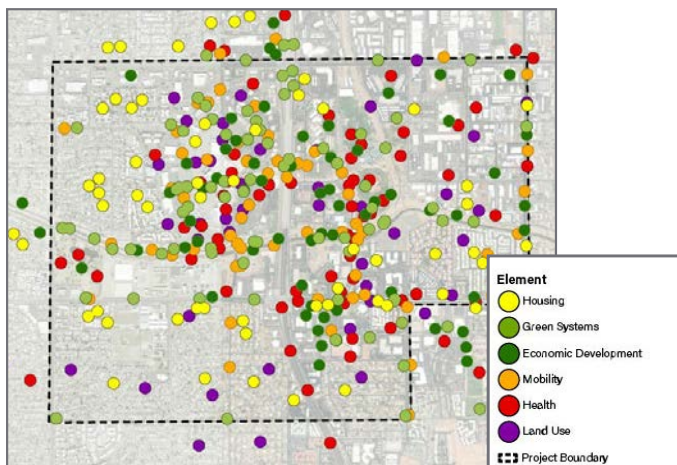 Element
Housing
Green Systems
Economic Development
Mobility
Health
Land Use
Project Boundary